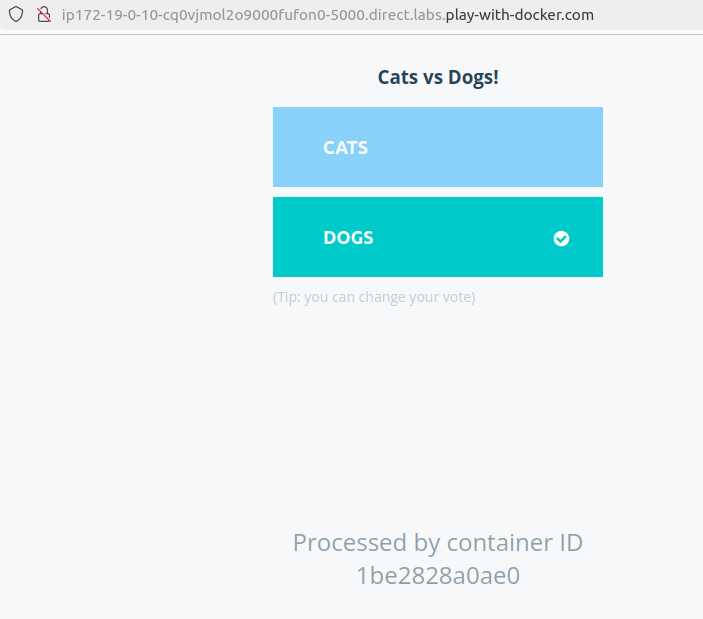 ip172-19-0-10-cq0vjmol2o9000fufon0-5000.direct.labs.play-with-docker.com
Cats vs Dogs!
CATS
DOGS
(Tip: you can change your vote)
Processed by container ID
1be2828a0ae0